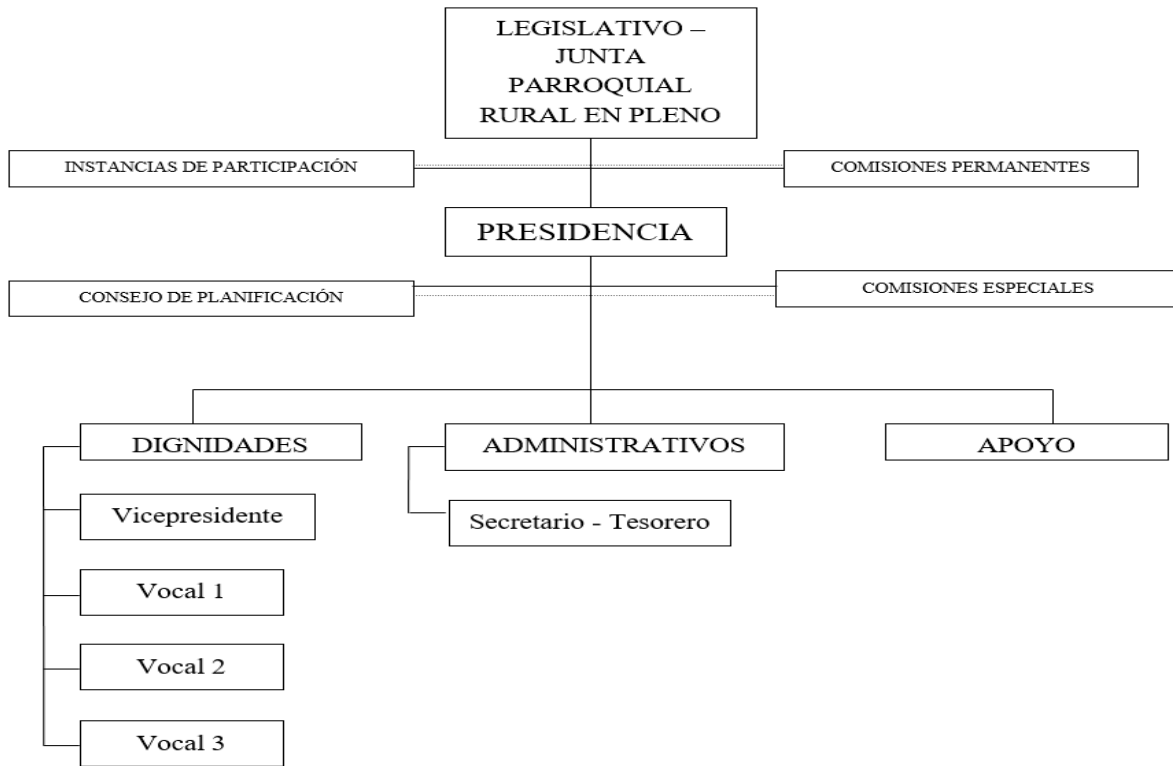 LEGISLATIVO –
JUNTA
PARROQUIAL
RURAL EN PLENO
INSTANCIAS DE PARTICIPACIÓN
COMISIONES PERMANENTES
PRESIDENCIA
CONSEJO DE PLANIFICACIÓN
COMISIONES ESPECIALES
DIGNIDADES
ADMINISTRATIVOS
APOYO
Vicepresidente
Secretario - Tesorero
Vocal 1
Vocal 2
Vocal 3